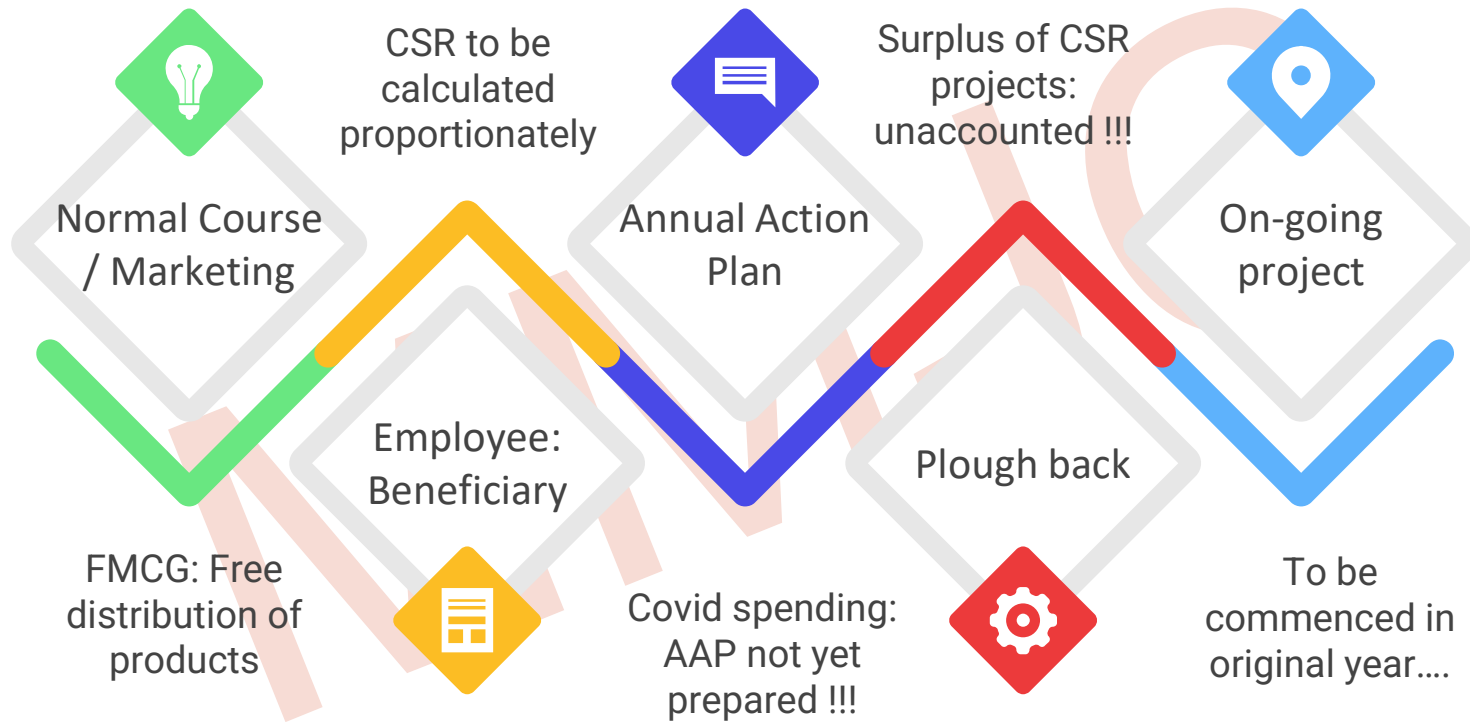 Normal Course
/ Marketing
FMCG: Free
distribution of
products
CSR to be
calculated
proportionately
Employee:
Beneficiary
Annual Action
Plan
Covid spending:
AAP not yet
prepared !!!
Surplus of CSR
projects:
unaccounted !!!
Plough back
On-going
project
To be
commenced in
original year....